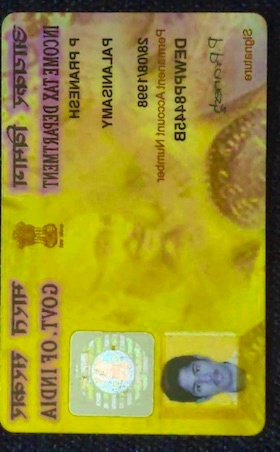 आयकर विभाग भारत सरकार
INCOME TAX DEPARTMENT GOVT. OF INDIA
P PRANESH
PALANISAMY
28/08/1998
Permanent Account Number
DEWPP8445B
P. Pranesh
Signature